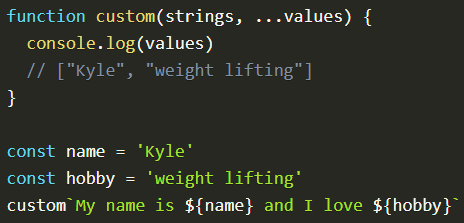 function custom(strings, ...values) {
  console.log(values)
  // ["Kyle", "weight lifting"]
}

const name = 'Kyle'
const hobby = 'weight lifting'
custom`My name is ${name} and I love ${hobby}`